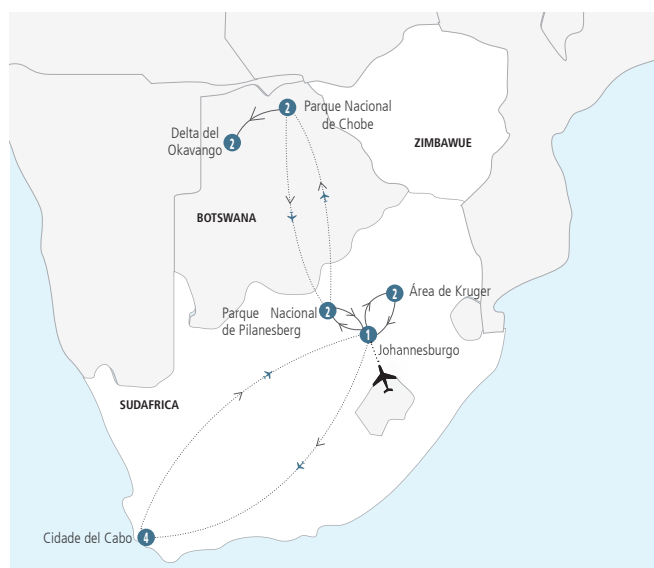 2
Parque Nacional
de Chobe
Delta del
Okavango
2
ZIMBAWUE
BOTSWANA
2
Área de Kruger
Parque Nacional
de Pilanesberg
2
1
Johannesburgo
SUDAFRICA
Cidade del Cabo
4